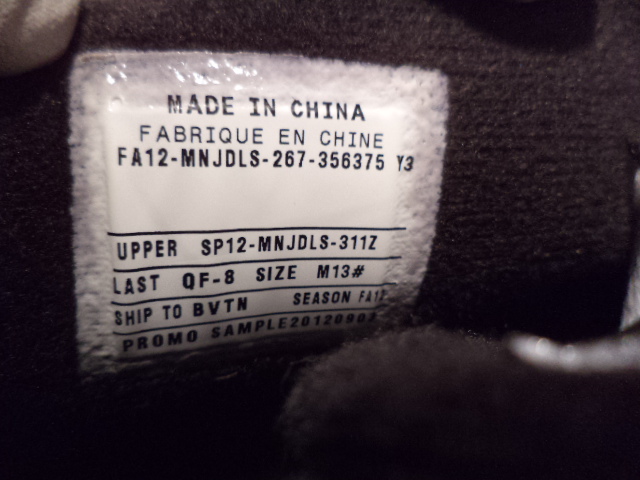 MADE IN CHINA
FABRIQUE EN CHINE
FA12-MNJDLS-267-356375 Y3
UPPER SP12-MNJDLS-311Z
LAST QF-8 SIZE M13#
SHIP TO BVTN SEASON FA12
PROMO SAMPLE20120803